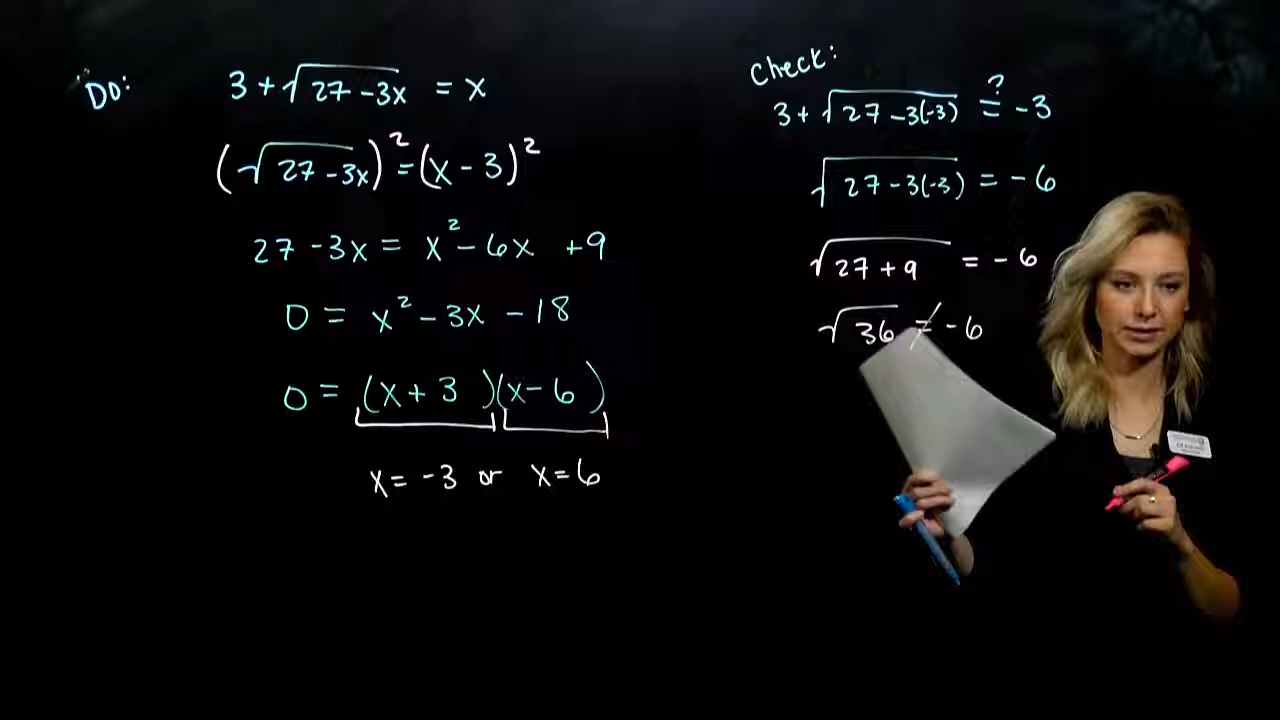 Do:
3 + √27 - 3x = x
(√27 - 3x)² = (x - 3)²
27 - 3x = x² - 6x + 9
0 = x² - 3x - 18
0 = (x + 3)(x - 6)
x = -3 or x = 6
Check:
3 + √27 - 3(-3) ≟ -3
√27 - 3(-3) = -6
√27 + 9 = -6
√36 ≠ -6